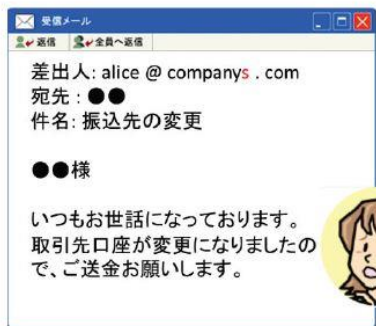 受信メール
返信 全員へ返信
差出人: alice @ companys . com
宛先 : ●●
件名: 振込先の変更
●●様
いつもお世話になっております。
取引先口座が変更になりましたの
で、ご送金お願いします。